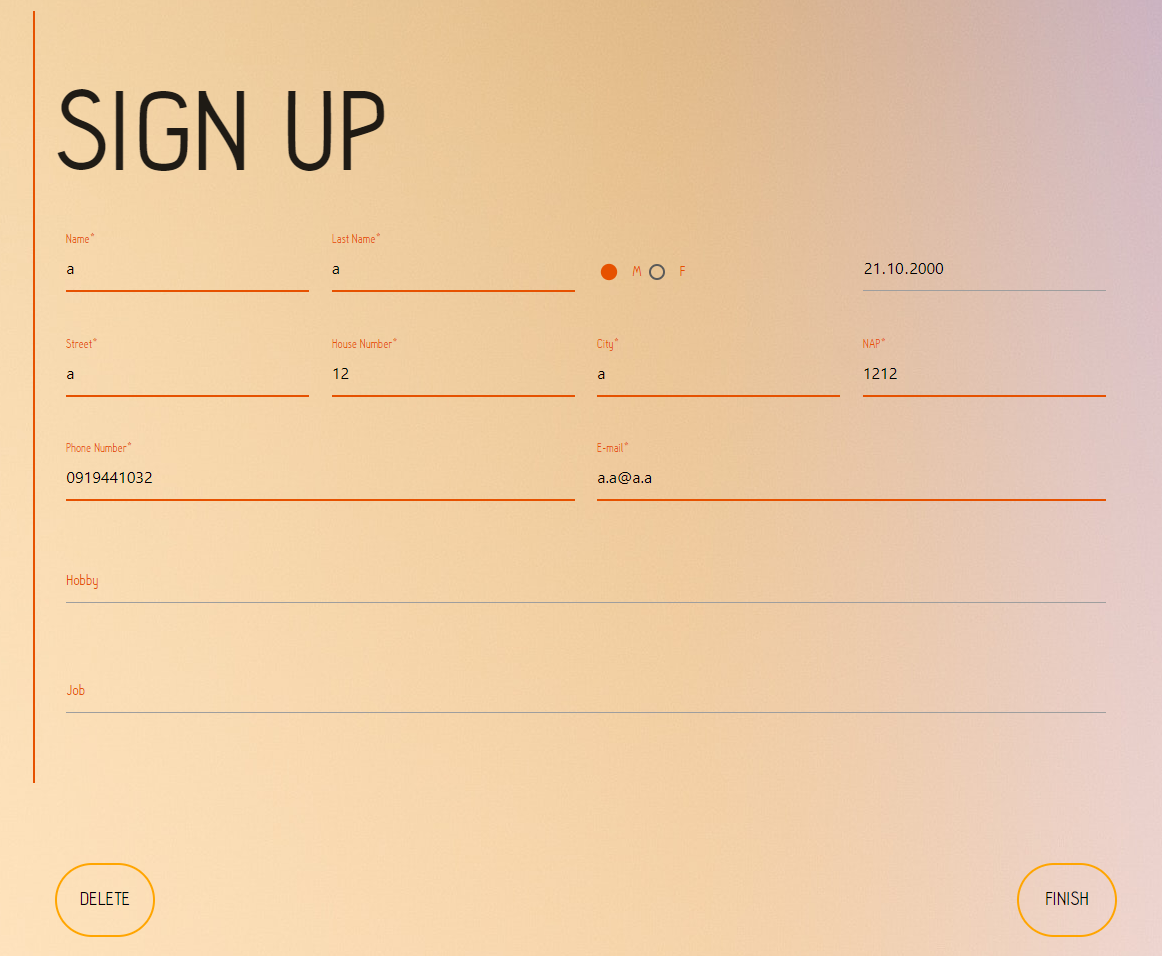 SIGN UP
Name*
Last Name*
a
a
M
F
21.10.2000
Street*
House Number*
City*
NAP*
a
12
a
1212
Phone Number*
E-mail*
0919441032
a.a@a.a
Hobby
Job
DELETE
FINISH